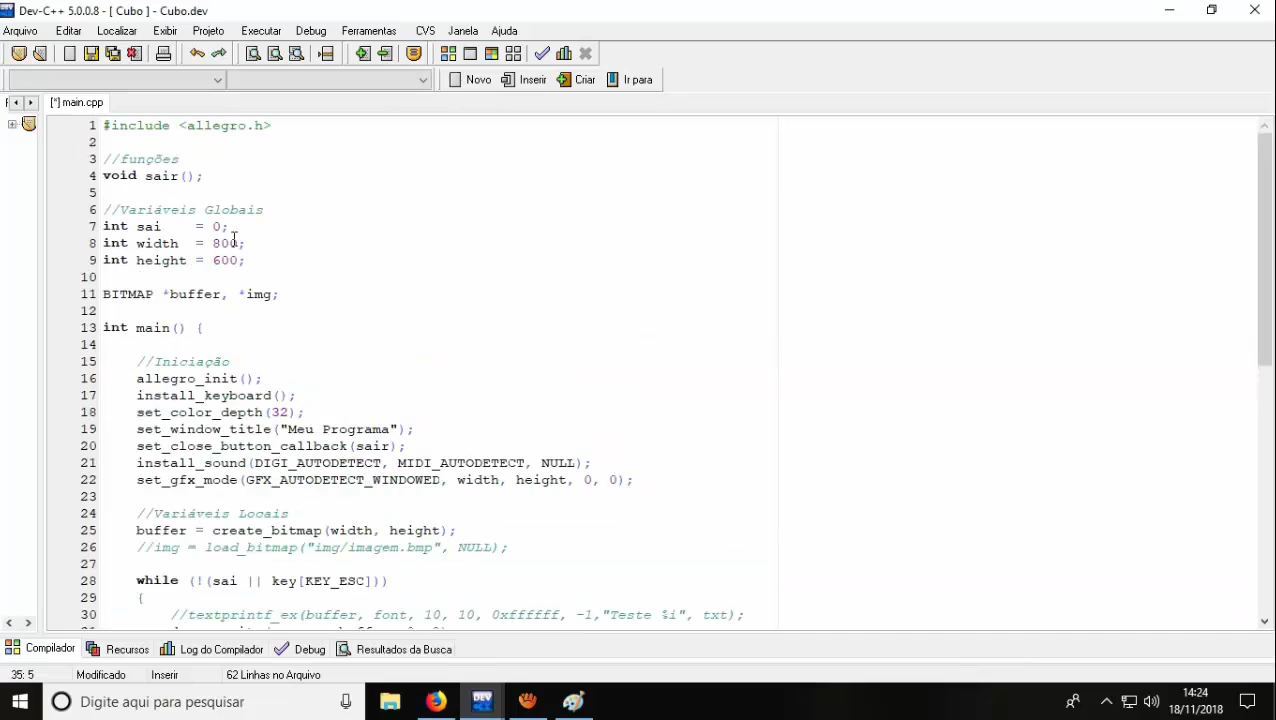 Dev-C++ 5.0.0.8 - [ Cubo ] - Cubo.dev
Arquivo Editar Localizar Exibir Projeto Executar Debug Ferramentas CVS Janela Ajuda
Novo Inserir Criar Ir para
[*] main.cpp
1 #include <allegro.h>
2
3 //funções
4 void sair();
5
6 //Variáveis Globais
7 int sai    = 0;
8 int width  = 800;
9 int height = 600;
10
11 BITMAP *buffer, *img;
12
13 int main() {
14
15     //Iniciação
16     allegro_init();
17     install_keyboard();
18     set_color_depth(32);
19     set_window_title("Meu Programa");
20     set_close_button_callback(sair);
21     install_sound(DIGI_AUTODETECT, MIDI_AUTODETECT, NULL);
22     set_gfx_mode(GFX_AUTODETECT_WINDOWED, width, height, 0, 0);
23
24     //Variáveis Locais
25     buffer = create_bitmap(width, height);
26     //img = load_bitmap("img/imagem.bmp", NULL);
27
28     while (!(sai || key[KEY_ESC]))
29     {
30         //textprintf_ex(buffer, font, 10, 10, 0xffffff, -1,"Teste %i", txt);
Compilador Recursos Log do Compilador Debug Resultados da Busca
35: 5 Modificado Inserir 62 Linhas no Arquivo
Digite aqui para pesquisar
14:24
18/11/2018